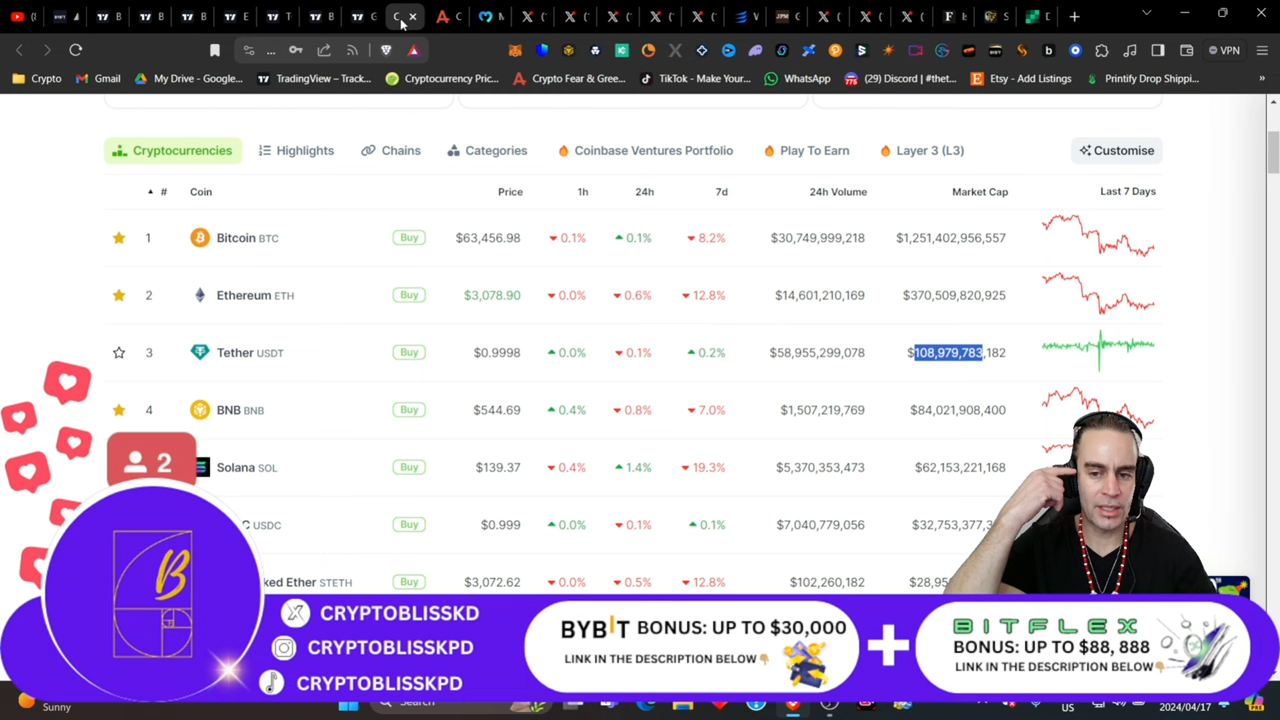 VPN
Crypto
Gmail
My Drive - Google...
TradingView – Track...
Cryptocurrency Pric...
Crypto Fear & Gree...
TikTok - Make Your...
WhatsApp
(29) Discord | #thet...
Etsy - Add Listings
Printify Drop Shippi...
Cryptocurrencies
Highlights
Chains
Categories
Coinbase Ventures Portfolio
Play To Earn
Layer 3 (L3)
Customise
# Coin Price 1h 24h 7d 24h Volume Market Cap Last 7 Days
1 Bitcoin BTC Buy $63,456.98 0.1% 0.1% 8.2% $30,749,999,218 $1,251,402,956,557
2 Ethereum ETH Buy $3,078.90 0.0% 0.6% 12.8% $14,601,210,169 $370,509,820,925
3 Tether USDT Buy $0.9998 0.0% 0.1% 0.2% $58,955,299,078 $108,979,783,182
4 BNB BNB Buy $544.69 0.4% 0.8% 7.0% $1,507,219,769 $84,021,908,400
Solana SOL Buy $139.37 0.4% 1.4% 19.3% $5,370,353,473 $62,153,221,168
C USDC Buy $0.999 0.0% 0.1% 0.1% $7,040,779,056 $32,753,377,
ked Ether STETH Buy $3,072.62 0.0% 0.5% 12.8% $102,260,182 $28,95
2
B
CRYPTOBLISSKD
CRYPTOBLISSKPD
CRYPTOBLISSKPD
BYBIT BONUS: UP TO $30,000
LINK IN THE DESCRIPTION BELOW
+
BITFLEX
BONUS: UP TO $88, 888
LINK IN THE DESCRIPTION BELOW
Sunny
Search
US
2024/04/17